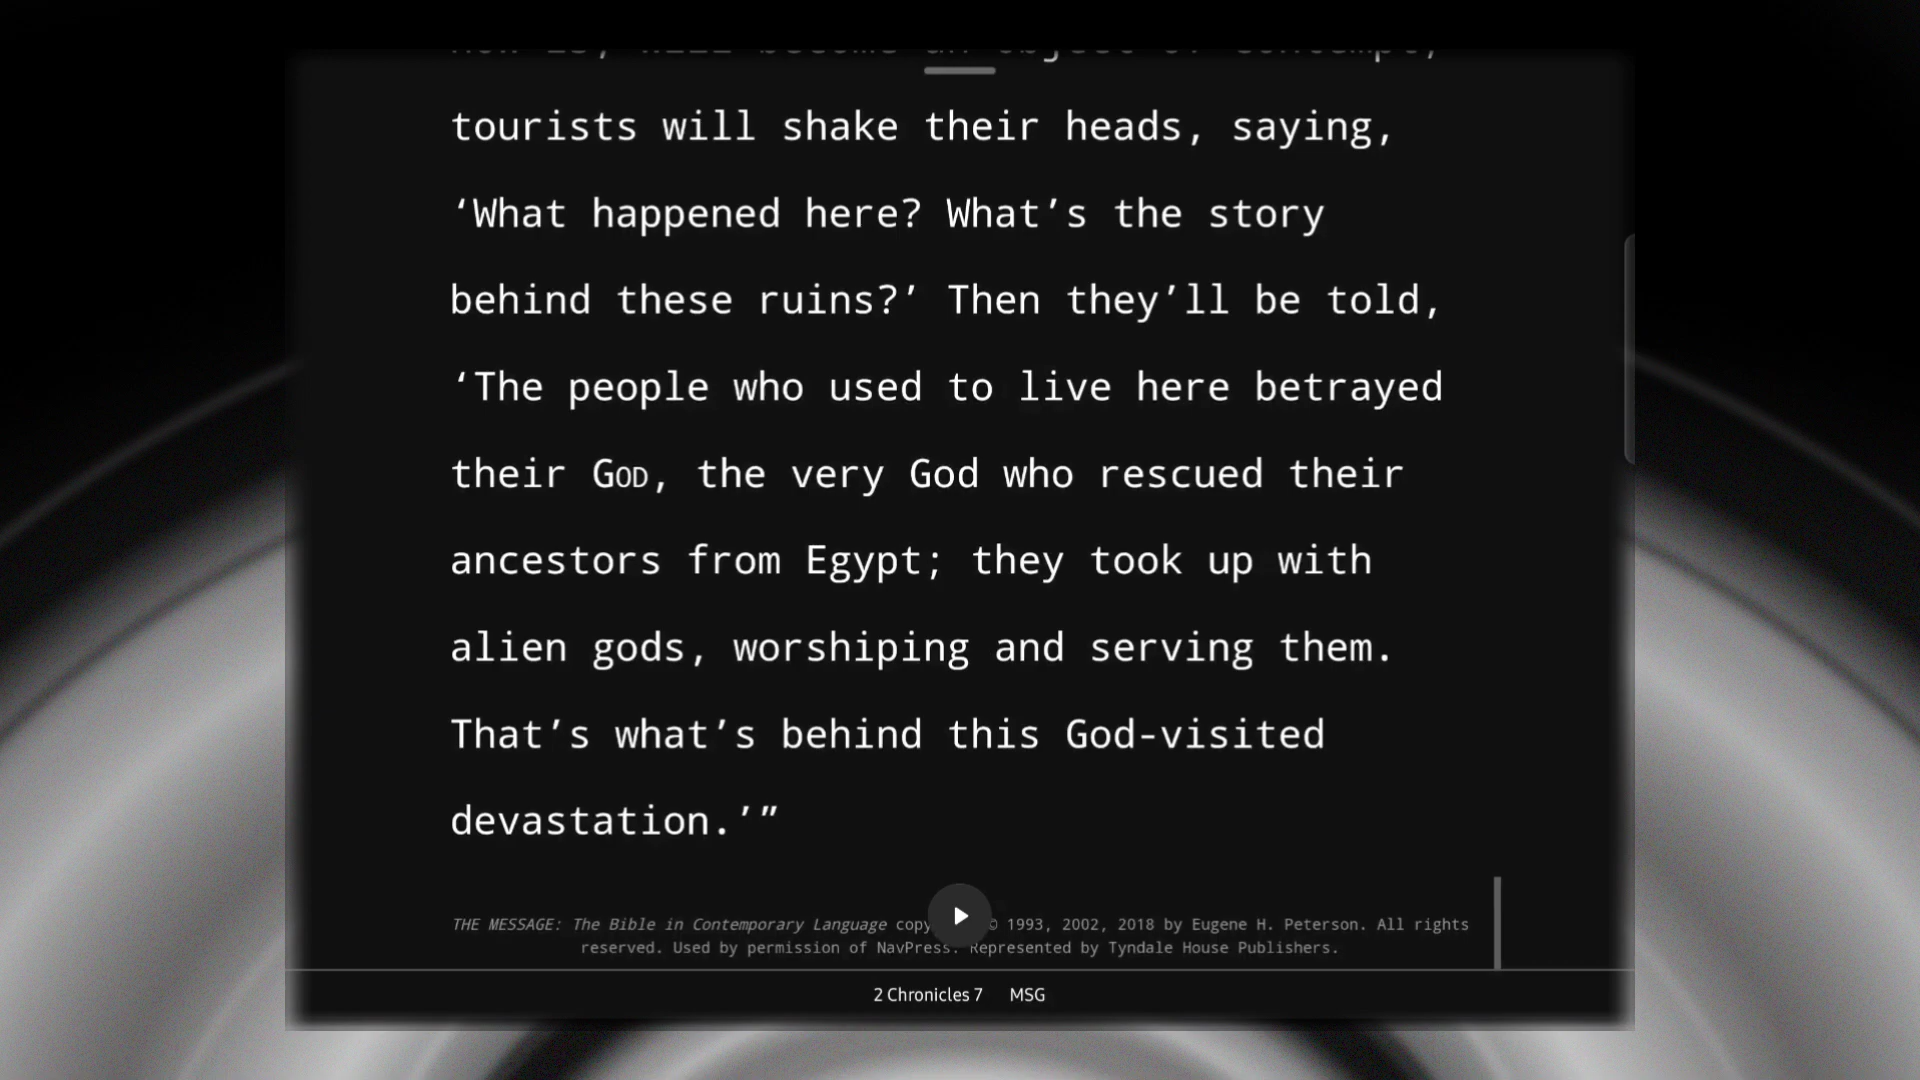 tourists will shake their heads, saying,
‘What happened here? What’s the story
behind these ruins?’ Then they’ll be told,
‘The people who used to live here betrayed
their GOD, the very God who rescued their
ancestors from Egypt; they took up with
alien gods, worshiping and serving them.
That’s what’s behind this God-visited
devastation.’”
THE MESSAGE: The Bible in Contemporary Language © 1993, 2002, 2018 by Eugene H. Peterson. All rights
reserved. Used by permission of NavPress. Represented by Tyndale House Publishers.
2 Chronicles 7 MSG